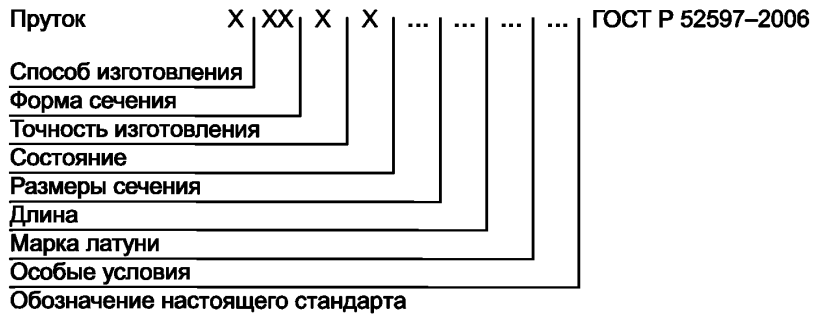 Пруток X XX X X ... ... ... ... ГОСТ Р 52597–2006
Способ изготовления
Форма сечения
Точность изготовления
Состояние
Размеры сечения
Длина
Марка латуни
Особые условия
Обозначение настоящего стандарта